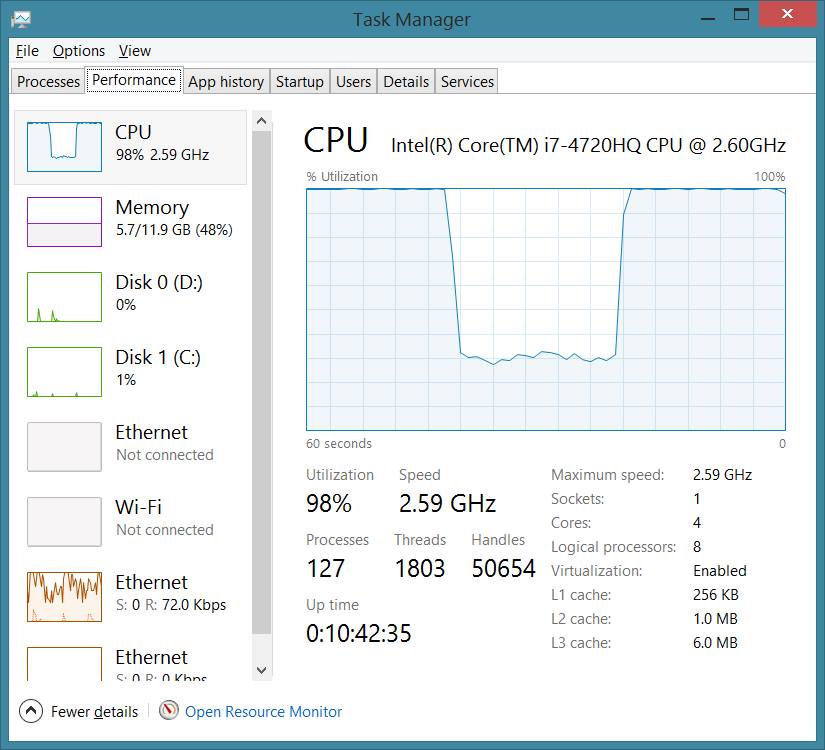 Task Manager
File Options View
Processes Performance App history Startup Users Details Services
CPU
98% 2.59 GHz
Memory
5.7/11.9 GB (48%)
Disk 0 (D:)
0%
Disk 1 (C:)
1%
Ethernet
Not connected
Wi-Fi
Not connected
Ethernet
S: 0 R: 72.0 Kbps
Ethernet
S: 0 R: 0 Kbps
CPU Intel(R) Core(TM) i7-4720HQ CPU @ 2.60GHz
% Utilization 100%
60 seconds 0
Utilization Speed
98% 2.59 GHz
Processes Threads Handles
127 1803 50654
Up time
0:10:42:35
Maximum speed: 2.59 GHz
Sockets: 1
Cores: 4
Logical processors: 8
Virtualization: Enabled
L1 cache: 256 KB
L2 cache: 1.0 MB
L3 cache: 6.0 MB
Fewer details Open Resource Monitor